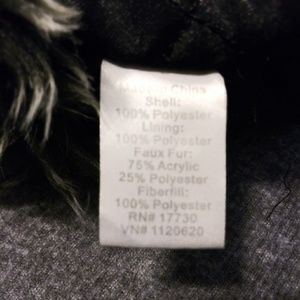 Made in China
Shell:
100% Polyester
Lining:
100% Polyester
Faux Fur:
75% Acrylic
25% Polyester
Fiberfill:
100% Polyester
RN# 17730
VN# 1120620